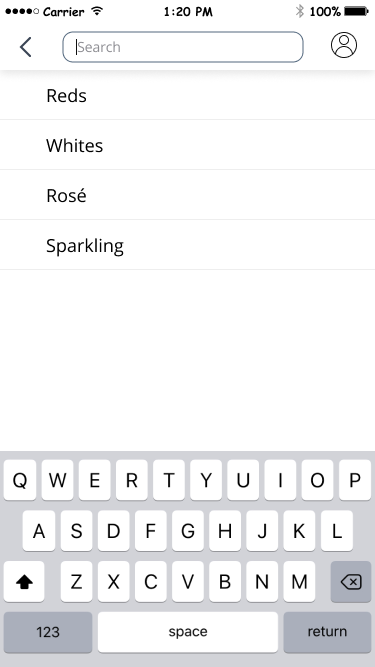 Carrier 1:20 PM 100%
Search
Reds
Whites
Rosé
Sparkling
Q W E R T Y U I O P
A S D F G H J K L
Z X C V B N M
123 space return